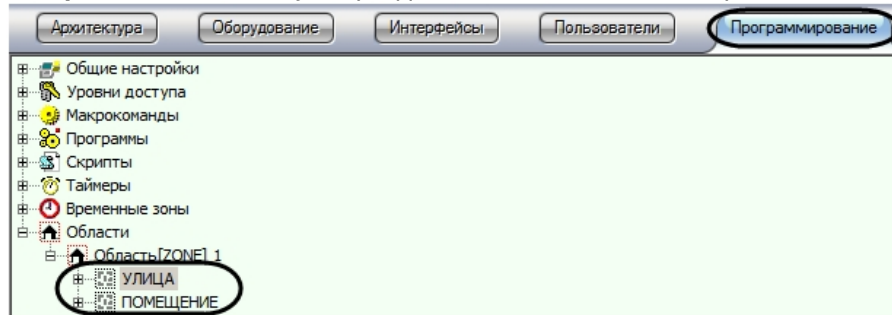 Архитектура Оборудование Интерфейсы Пользователи Программирование
Общие настройки
Уровни доступа
Макрокоманды
Программы
Скрипты
Таймеры
Временные зоны
Области
Область[ZONE] 1
УЛИЦА
ПОМЕЩЕНИЕ